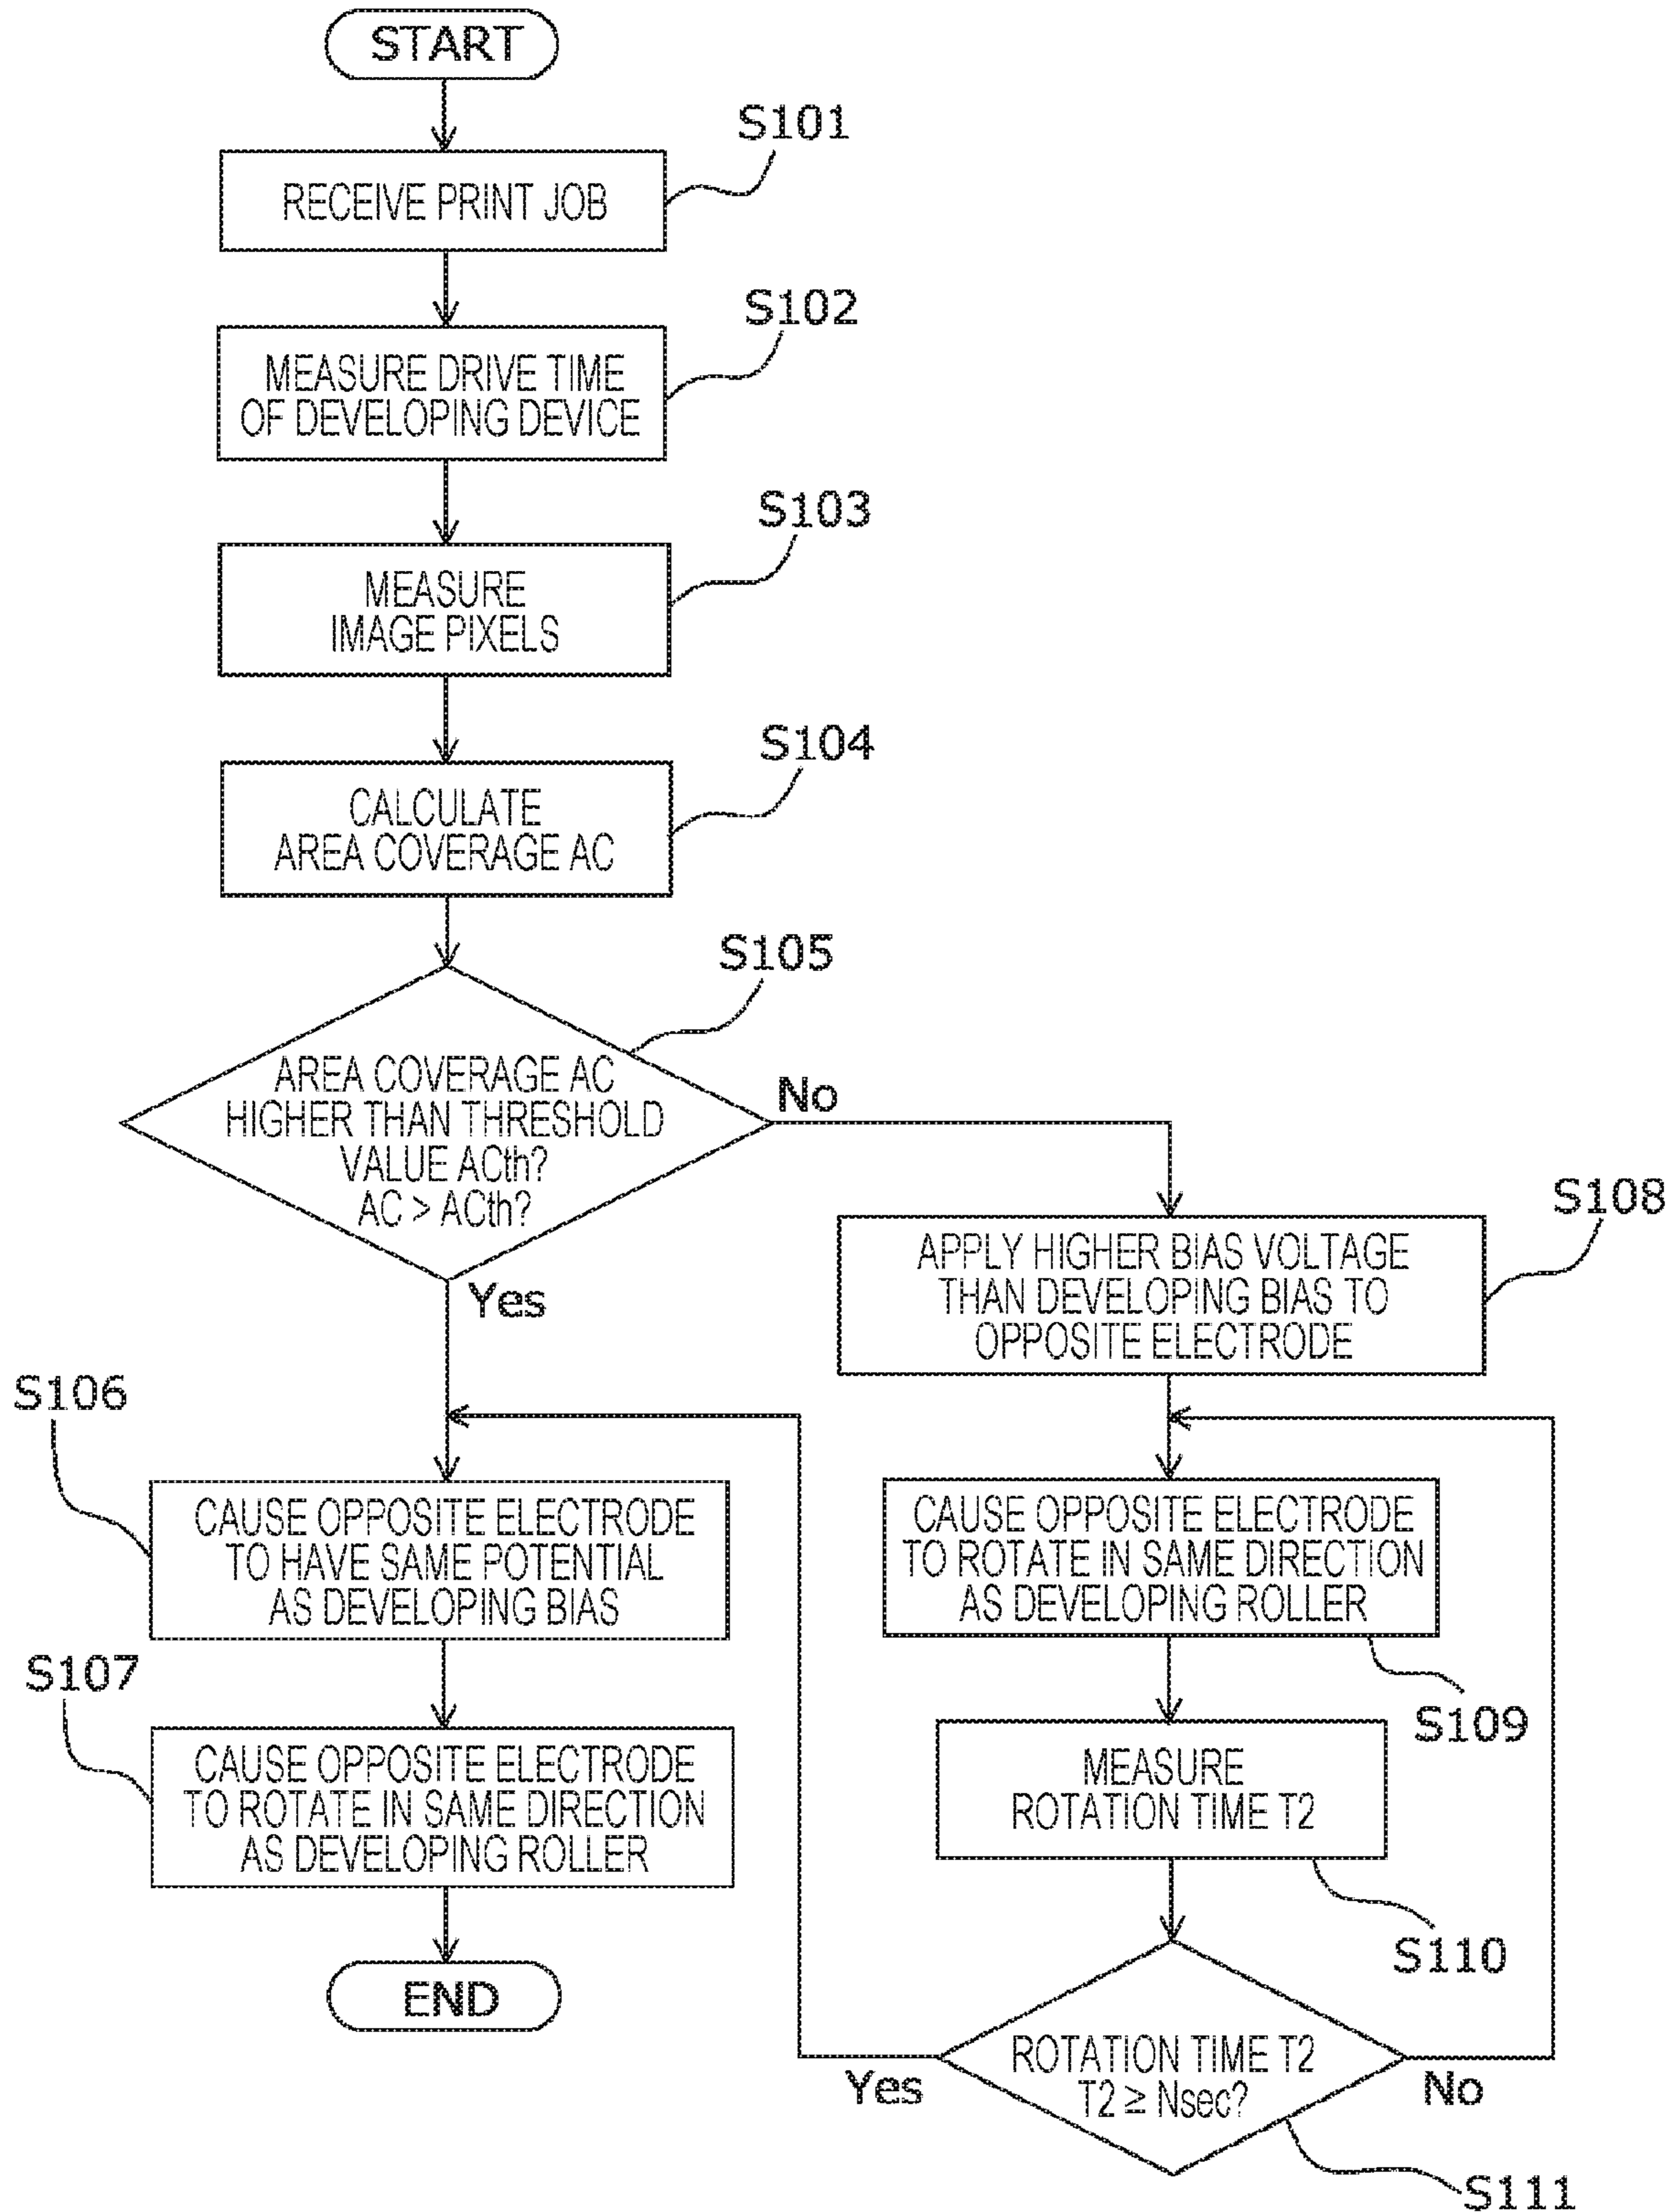 START
S101
RECEIVE PRINT JOB
S102
MEASURE DRIVE TIME
OF DEVELOPING DEVICE
S103
MEASURE
IMAGE PIXELS
S104
CALCULATE
AREA COVERAGE AC
S105
AREA COVERAGE AC
HIGHER THAN THRESHOLD
VALUE ACth?
AC > ACth?
No
Yes
S108
APPLY HIGHER BIAS VOLTAGE
THAN DEVELOPING BIAS TO
OPPOSITE ELECTRODE
S106
CAUSE OPPOSITE ELECTRODE
TO HAVE SAME POTENTIAL
AS DEVELOPING BIAS
S107
CAUSE OPPOSITE ELECTRODE
TO ROTATE IN SAME DIRECTION
AS DEVELOPING ROLLER
END
CAUSE OPPOSITE ELECTRODE
TO ROTATE IN SAME DIRECTION
AS DEVELOPING ROLLER
S109
MEASURE
ROTATION TIME T2
S110
ROTATION TIME T2
T2 ≥ Nsec?
Yes
No
S111